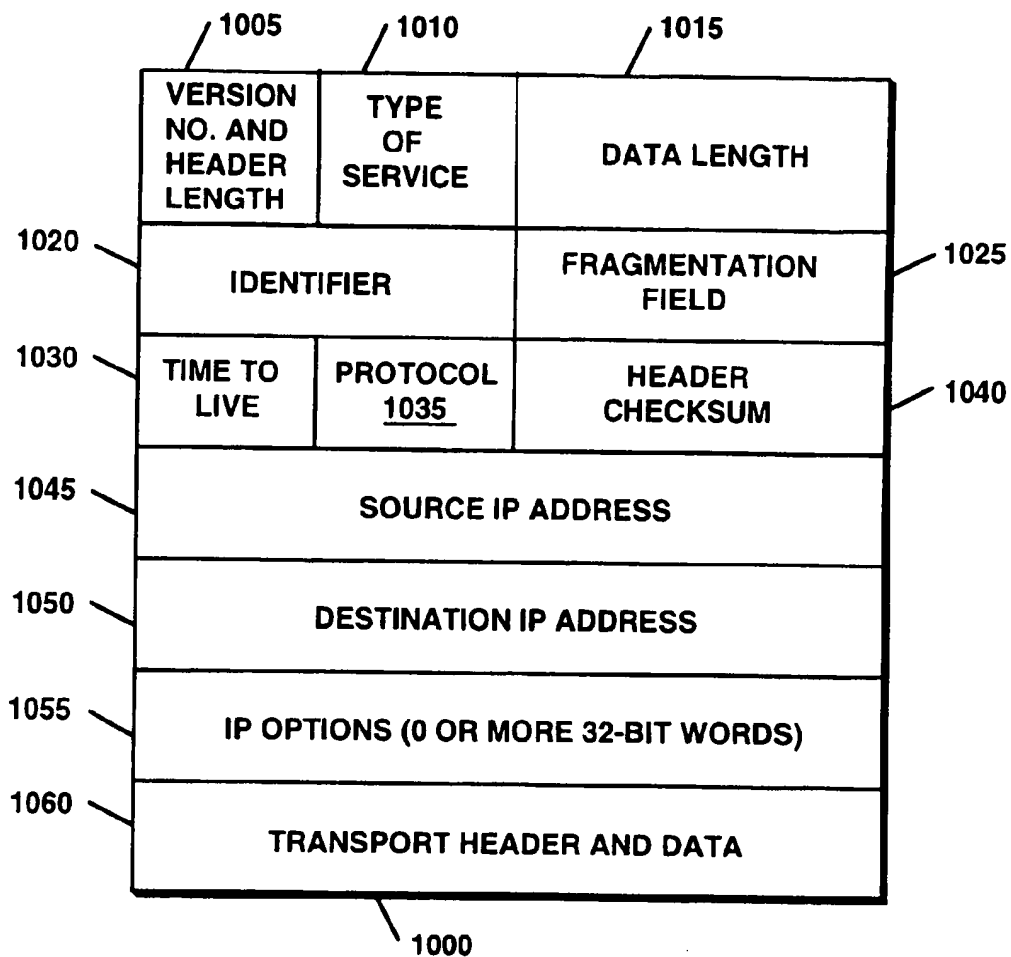 1005
1010
1015
VERSION
NO. AND
HEADER
LENGTH
TYPE
OF
SERVICE
DATA LENGTH
1020
IDENTIFIER
FRAGMENTATION
FIELD
1025
1030
TIME TO
LIVE
PROTOCOL
1035
HEADER
CHECKSUM
1040
1045
SOURCE IP ADDRESS
1050
DESTINATION IP ADDRESS
1055
IP OPTIONS (0 OR MORE 32-BIT WORDS)
1060
TRANSPORT HEADER AND DATA
1000